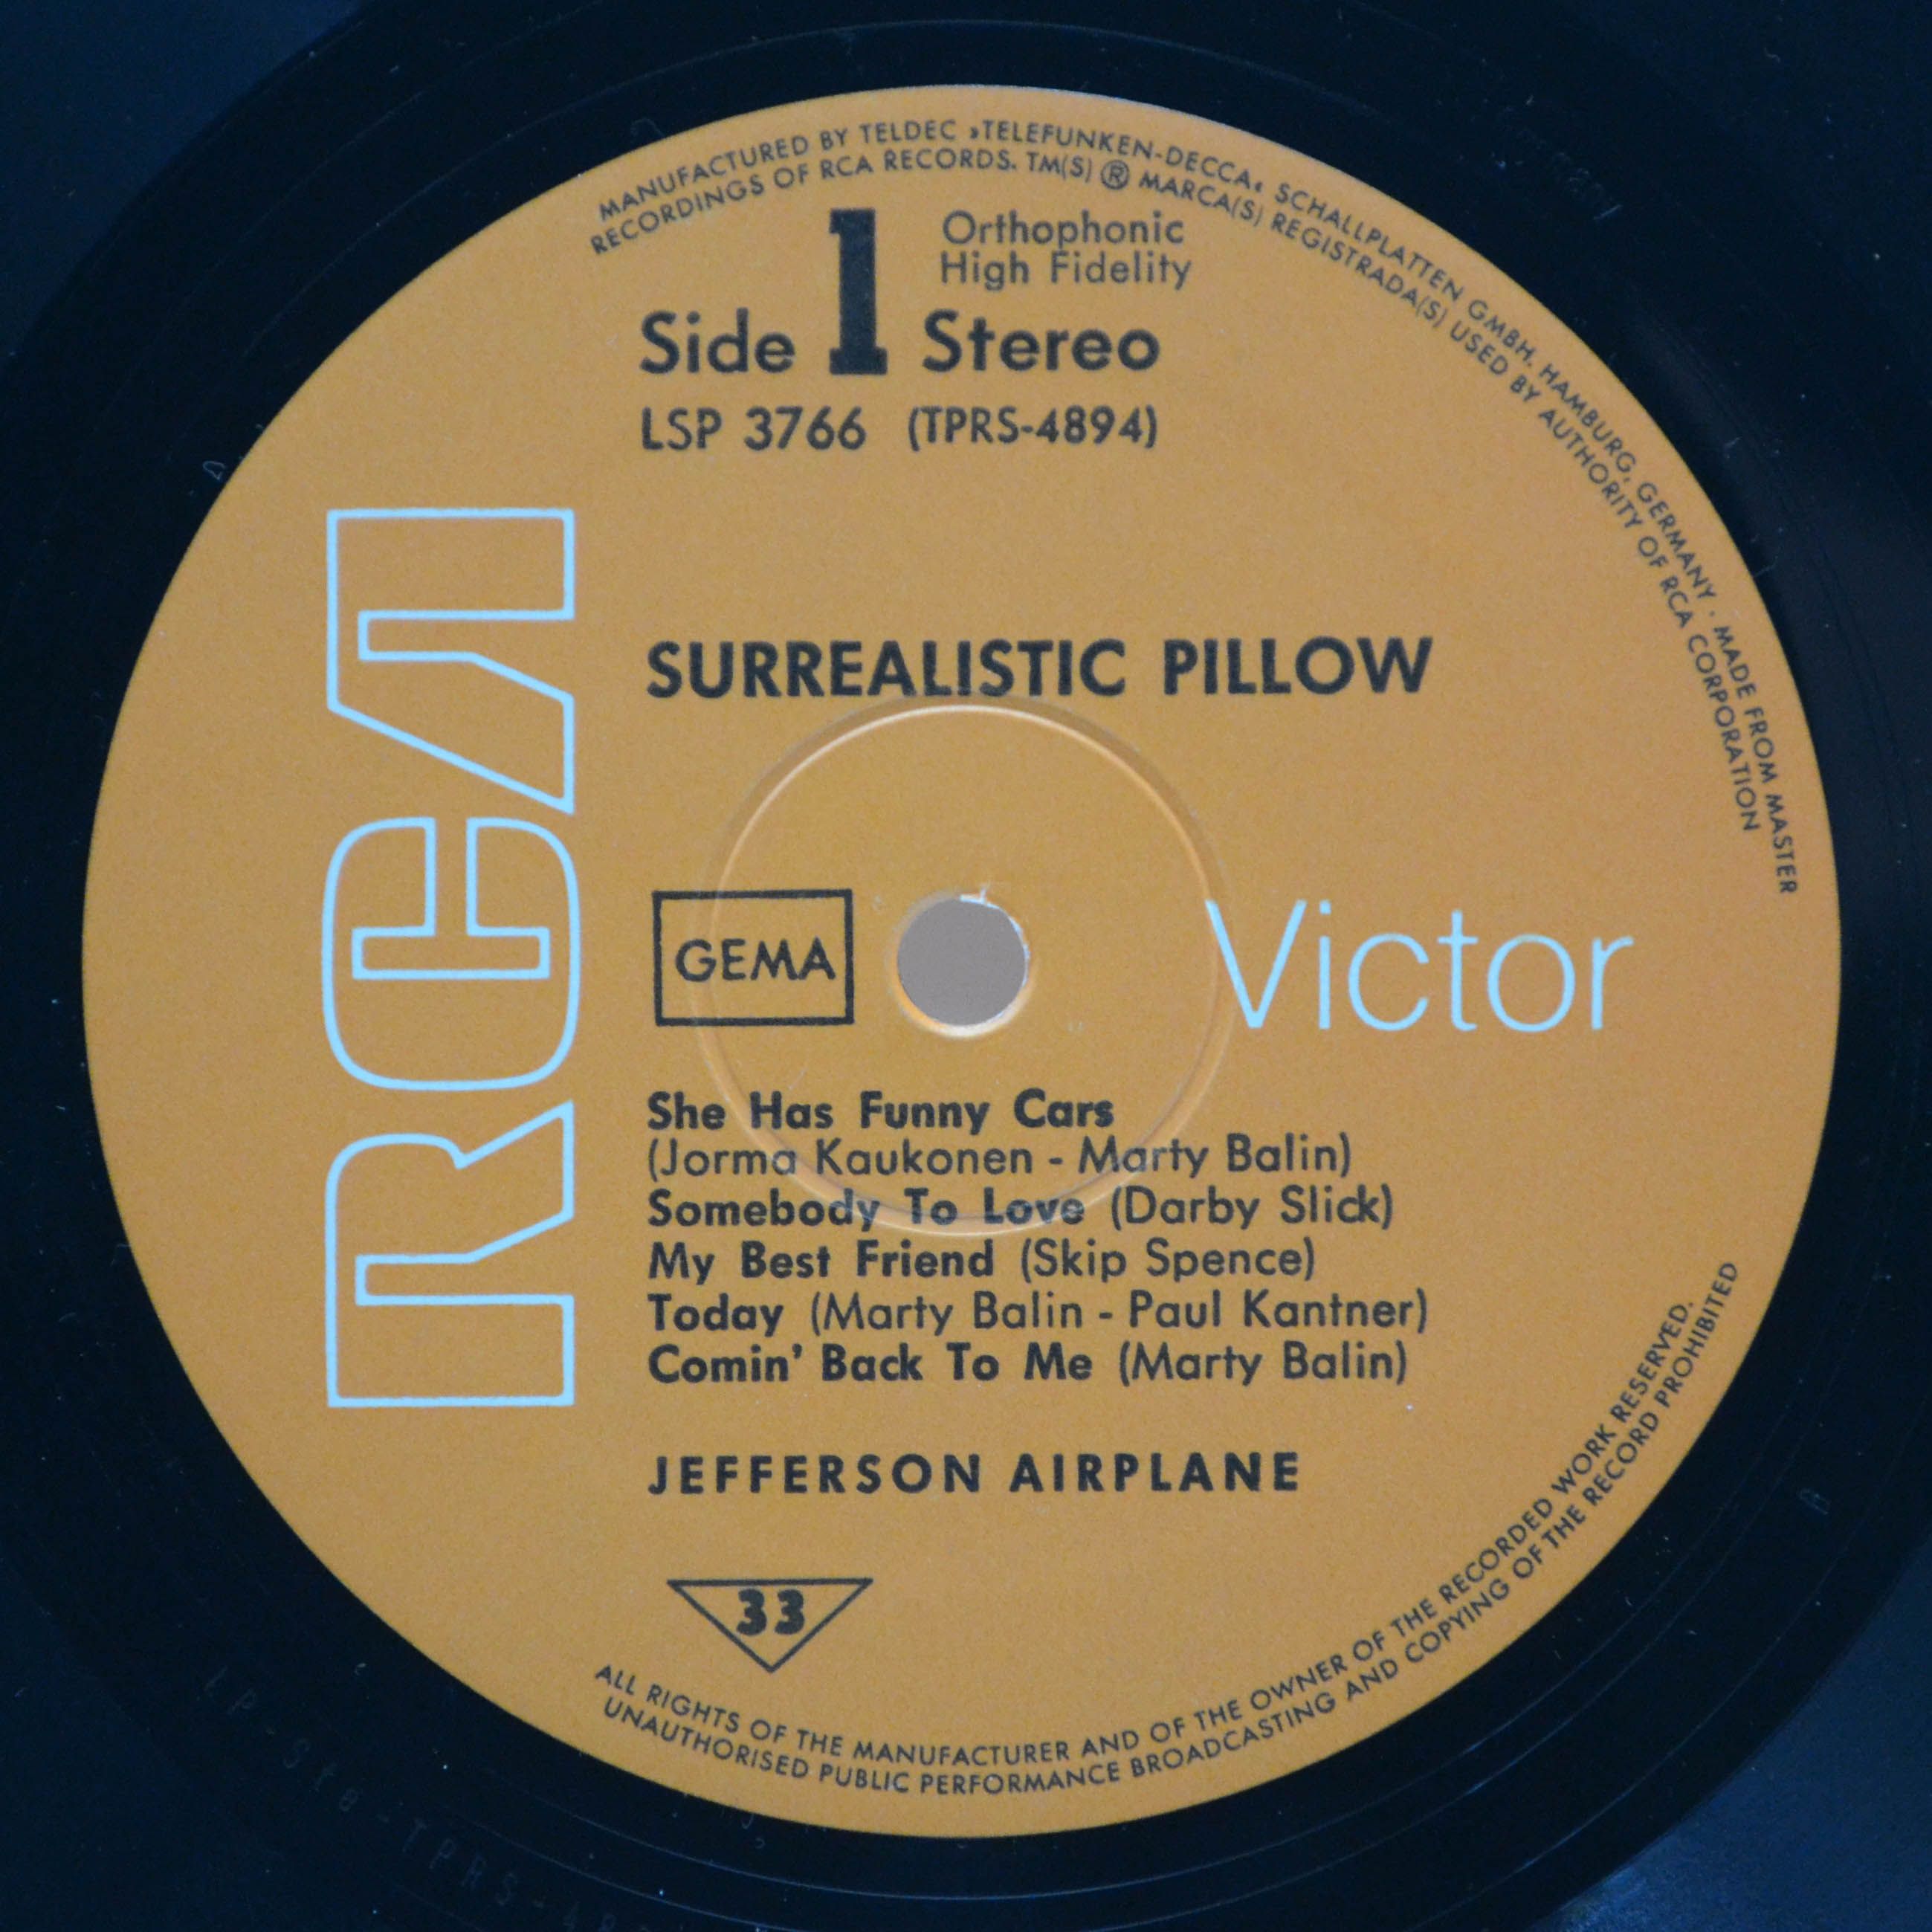 MANUFACTURED BY TELDEC »TELEFUNKEN-DECCA« SCHALLPLATTEN GMBH, HAMBURG, GERMANY · MADE FROM MASTER
RECORDINGS OF RCA RECORDS. TM(S) ® MARCA(S) REGISTRADA(S) USED BY AUTHORITY OF RCA CORPORATION
Side 1 Orthophonic
High Fidelity
Stereo
LSP 3766 (TPRS-4894)
RCA
SURREALISTIC PILLOW
GEMA
Victor
She Has Funny Cars
(Jorma Kaukonen - Marty Balin)
Somebody To Love (Darby Slick)
My Best Friend (Skip Spence)
Today (Marty Balin - Paul Kantner)
Comin' Back To Me (Marty Balin)
JEFFERSON AIRPLANE
33
ALL RIGHTS OF THE MANUFACTURER AND OF THE OWNER OF THE RECORDED WORK RESERVED.
UNAUTHORISED PUBLIC PERFORMANCE BROADCASTING AND COPYING OF THE RECORD PROHIBITED